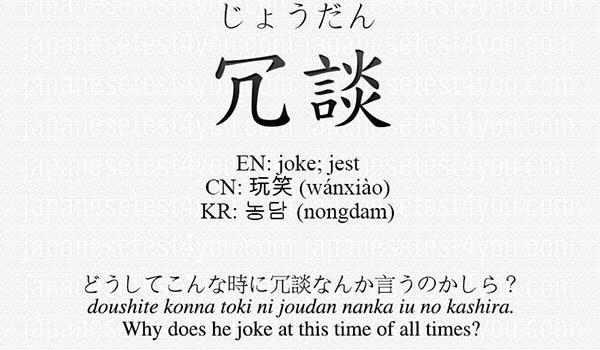 じょうだん
冗談
EN: joke; jest
CN: 玩笑 (wánxiào)
KR: 농담 (nongdam)
どうしてこんな時に冗談なんか言うのかしら？
doushite konna toki ni joudan nanka iu no kashira.
Why does he joke at this time of all times?